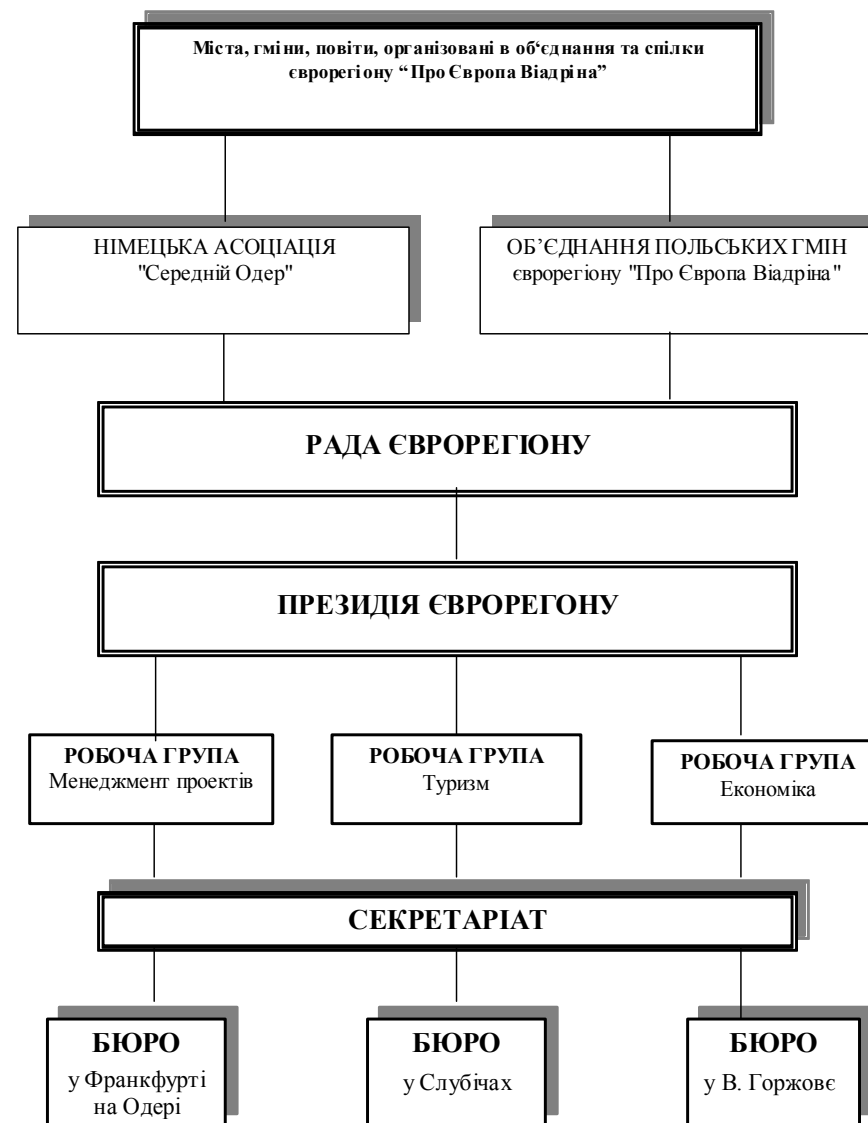 Міста, гміни, повіти, організовані в об‘єднання та спілки
єврорегіону “Про Європа Віадріна”
НІМЕЦЬКА АСОЦІАЦІЯ
"Середній Одер"
ОБ’ЄДНАННЯ ПОЛЬСЬКИХ ГМІН
єврорегіону "Про Європа Віадріна"
РАДА ЄВРОРЕГІОНУ
ПРЕЗИДІЯ ЄВРОРЕГОНУ
РОБОЧА ГРУПА
Менеджмент проектів
РОБОЧА ГРУПА
Туризм
РОБОЧА ГРУПА
Економіка
СЕКРЕТАРІАТ
БЮРО
у Франкфурті
на Одері
БЮРО
у Слубічах
БЮРО
у В. Горжовє